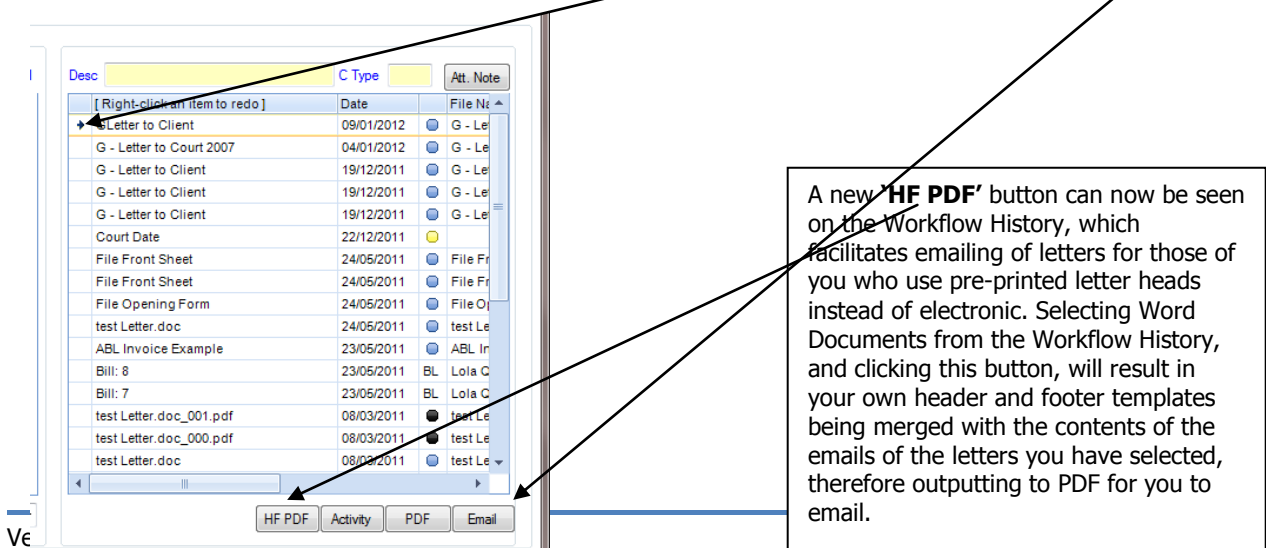 Desc C Type Att. Note
[ Right-click an item to redo ] Date File Na
GLetter to Client 09/01/2012 G - Let
G - Letter to Court 2007 04/01/2012 G - Le
G - Letter to Client 19/12/2011 G - Let
G - Letter to Client 19/12/2011 G - Let
G - Letter to Client 19/12/2011 G - Let
Court Date 22/12/2011
File Front Sheet 24/05/2011 File Fr
File Front Sheet 24/05/2011 File Fr
File Opening Form 24/05/2011 File Op
test Letter.doc 24/05/2011 test Le
ABL Invoice Example 23/05/2011 ABL In
Bill: 8 23/05/2011 BL Lola Q
Bill: 7 23/05/2011 BL Lola Q
test Letter.doc_001.pdf 08/03/2011 test Le
test Letter.doc_000.pdf 08/03/2011 test Le
test Letter.doc 08/03/2011 test Le
HF PDF Activity PDF Email
Ve
A new ‘HF PDF’ button can now be seen
on the Workflow History, which
facilitates emailing of letters for those of
you who use pre-printed letter heads
instead of electronic. Selecting Word
Documents from the Workflow History,
and clicking this button, will result in
your own header and footer templates
being merged with the contents of the
emails of the letters you have selected,
therefore outputting to PDF for you to
email.